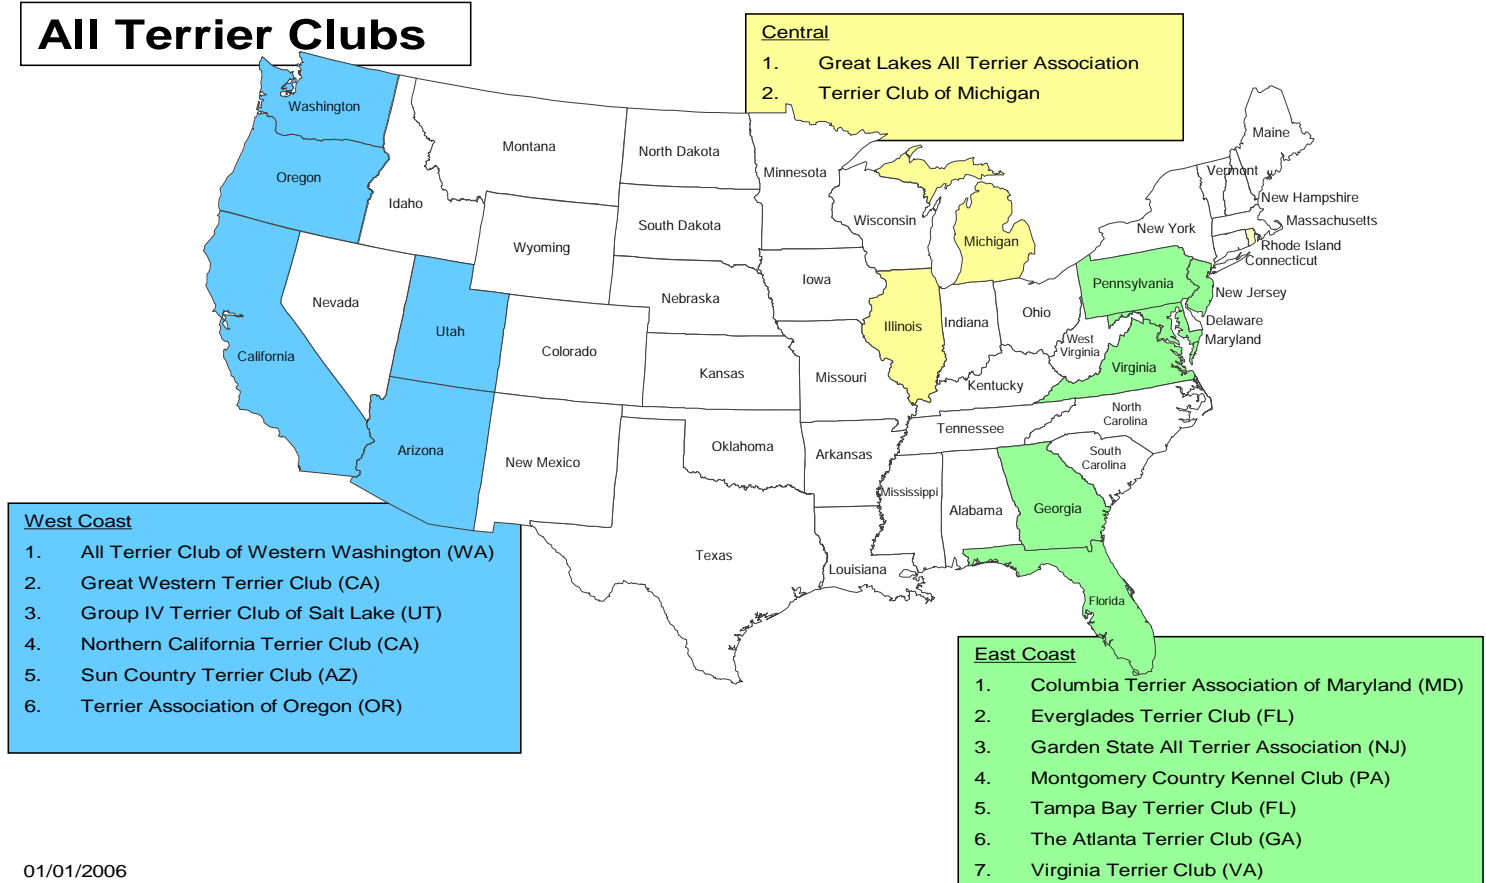 All Terrier Clubs
Central
1. Great Lakes All Terrier Association
2. Terrier Club of Michigan
Washington
Oregon
California
Nevada
Idaho
Montana
Wyoming
Utah
Arizona
Colorado
New Mexico
North Dakota
South Dakota
Nebraska
Kansas
Oklahoma
Texas
Minnesota
Iowa
Missouri
Arkansas
Louisiana
Wisconsin
Illinois
Michigan
Indiana
Ohio
Kentucky
Tennessee
Mississippi
Alabama
Georgia
Florida
South
Carolina
North
Carolina
Virginia
West
Virginia
Pennsylvania
New York
Vermont
Maine
New Hampshire
Massachusetts
Rhode Island
Connecticut
New Jersey
Delaware
Maryland
West Coast
1. All Terrier Club of Western Washington (WA)
2. Great Western Terrier Club (CA)
3. Group IV Terrier Club of Salt Lake (UT)
4. Northern California Terrier Club (CA)
5. Sun Country Terrier Club (AZ)
6. Terrier Association of Oregon (OR)
East Coast
1. Columbia Terrier Association of Maryland (MD)
2. Everglades Terrier Club (FL)
3. Garden State All Terrier Association (NJ)
4. Montgomery Country Kennel Club (PA)
5. Tampa Bay Terrier Club (FL)
6. The Atlanta Terrier Club (GA)
7. Virginia Terrier Club (VA)
01/01/2006